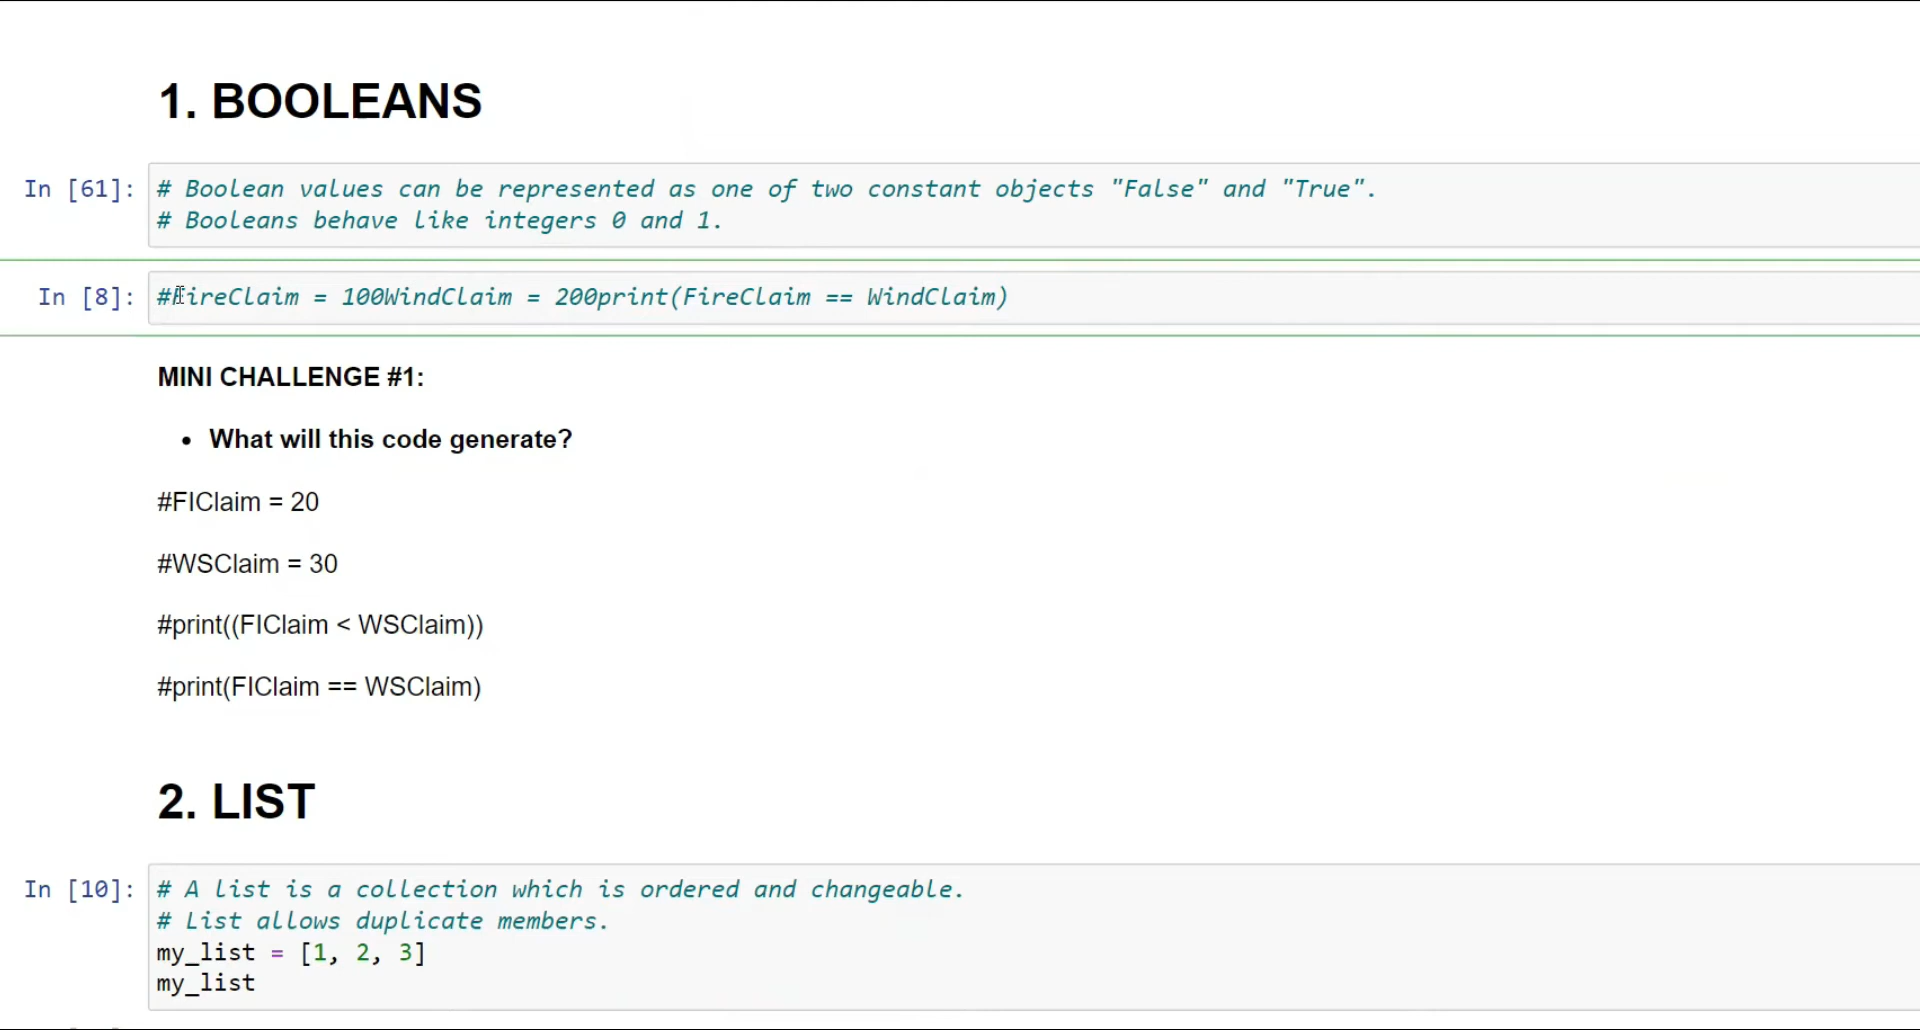 1. BOOLEANS
In [61]: # Boolean values can be represented as one of two constant objects "False" and "True".
# Booleans behave like integers 0 and 1.
In [8]: #FireClaim = 100WindClaim = 200print(FireClaim == WindClaim)
MINI CHALLENGE #1:
• What will this code generate?
#FIClaim = 20
#WSClaim = 30
#print((FIClaim < WSClaim))
#print(FIClaim == WSClaim)
2. LIST
In [10]: # A list is a collection which is ordered and changeable.
# List allows duplicate members.
my_list = [1, 2, 3]
my_list